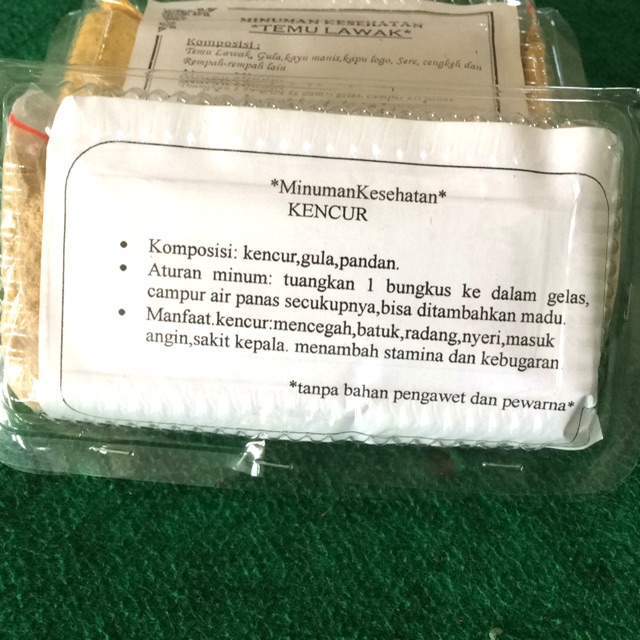 MINUMAN KESEHATAN
*TEMU LAWAK*
Komposisi :
Temu Lawak, Gula,kayu manis,kapu logo, Sere, cengkeh dan
Rempah-rempah lain
*MinumanKesehatan*
KENCUR
• Komposisi: kencur,gula,pandan.
• Aturan minum: tuangkan 1 bungkus ke dalam gelas,
campur air panas secukupnya,bisa ditambahkan madu.
• Manfaat.kencur:mencegah,batuk,radang,nyeri,masuk
angin,sakit kepala. menambah stamina dan kebugaran
*tanpa bahan pengawet dan pewarna*